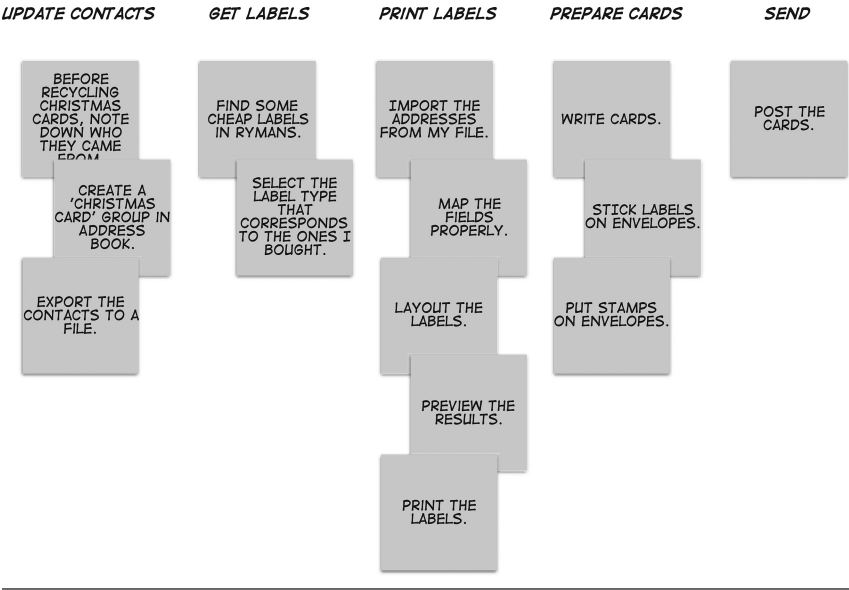 UPDATE CONTACTS
GET LABELS
PRINT LABELS
PREPARE CARDS
SEND
BEFORE
RECYCLING
CHRISTMAS
CARDS, NOTE
DOWN WHO
THEY CAME
FROM
CREATE A
'CHRISTMAS
CARD' GROUP IN
ADDRESS
BOOK.
EXPORT THE
CONTACTS TO A
FILE.
FIND SOME
CHEAP LABELS
IN RYMANS.
SELECT THE
LABEL TYPE
THAT
CORRESPONDS
TO THE ONES I
BOUGHT.
IMPORT THE
ADDRESSES
FROM MY FILE.
MAP THE
FIELDS
PROPERLY.
LAYOUT THE
LABELS.
PREVIEW THE
RESULTS.
PRINT THE
LABELS.
WRITE CARDS.
STICK LABELS
ON ENVELOPES.
PUT STAMPS
ON ENVELOPES.
POST THE
CARDS.